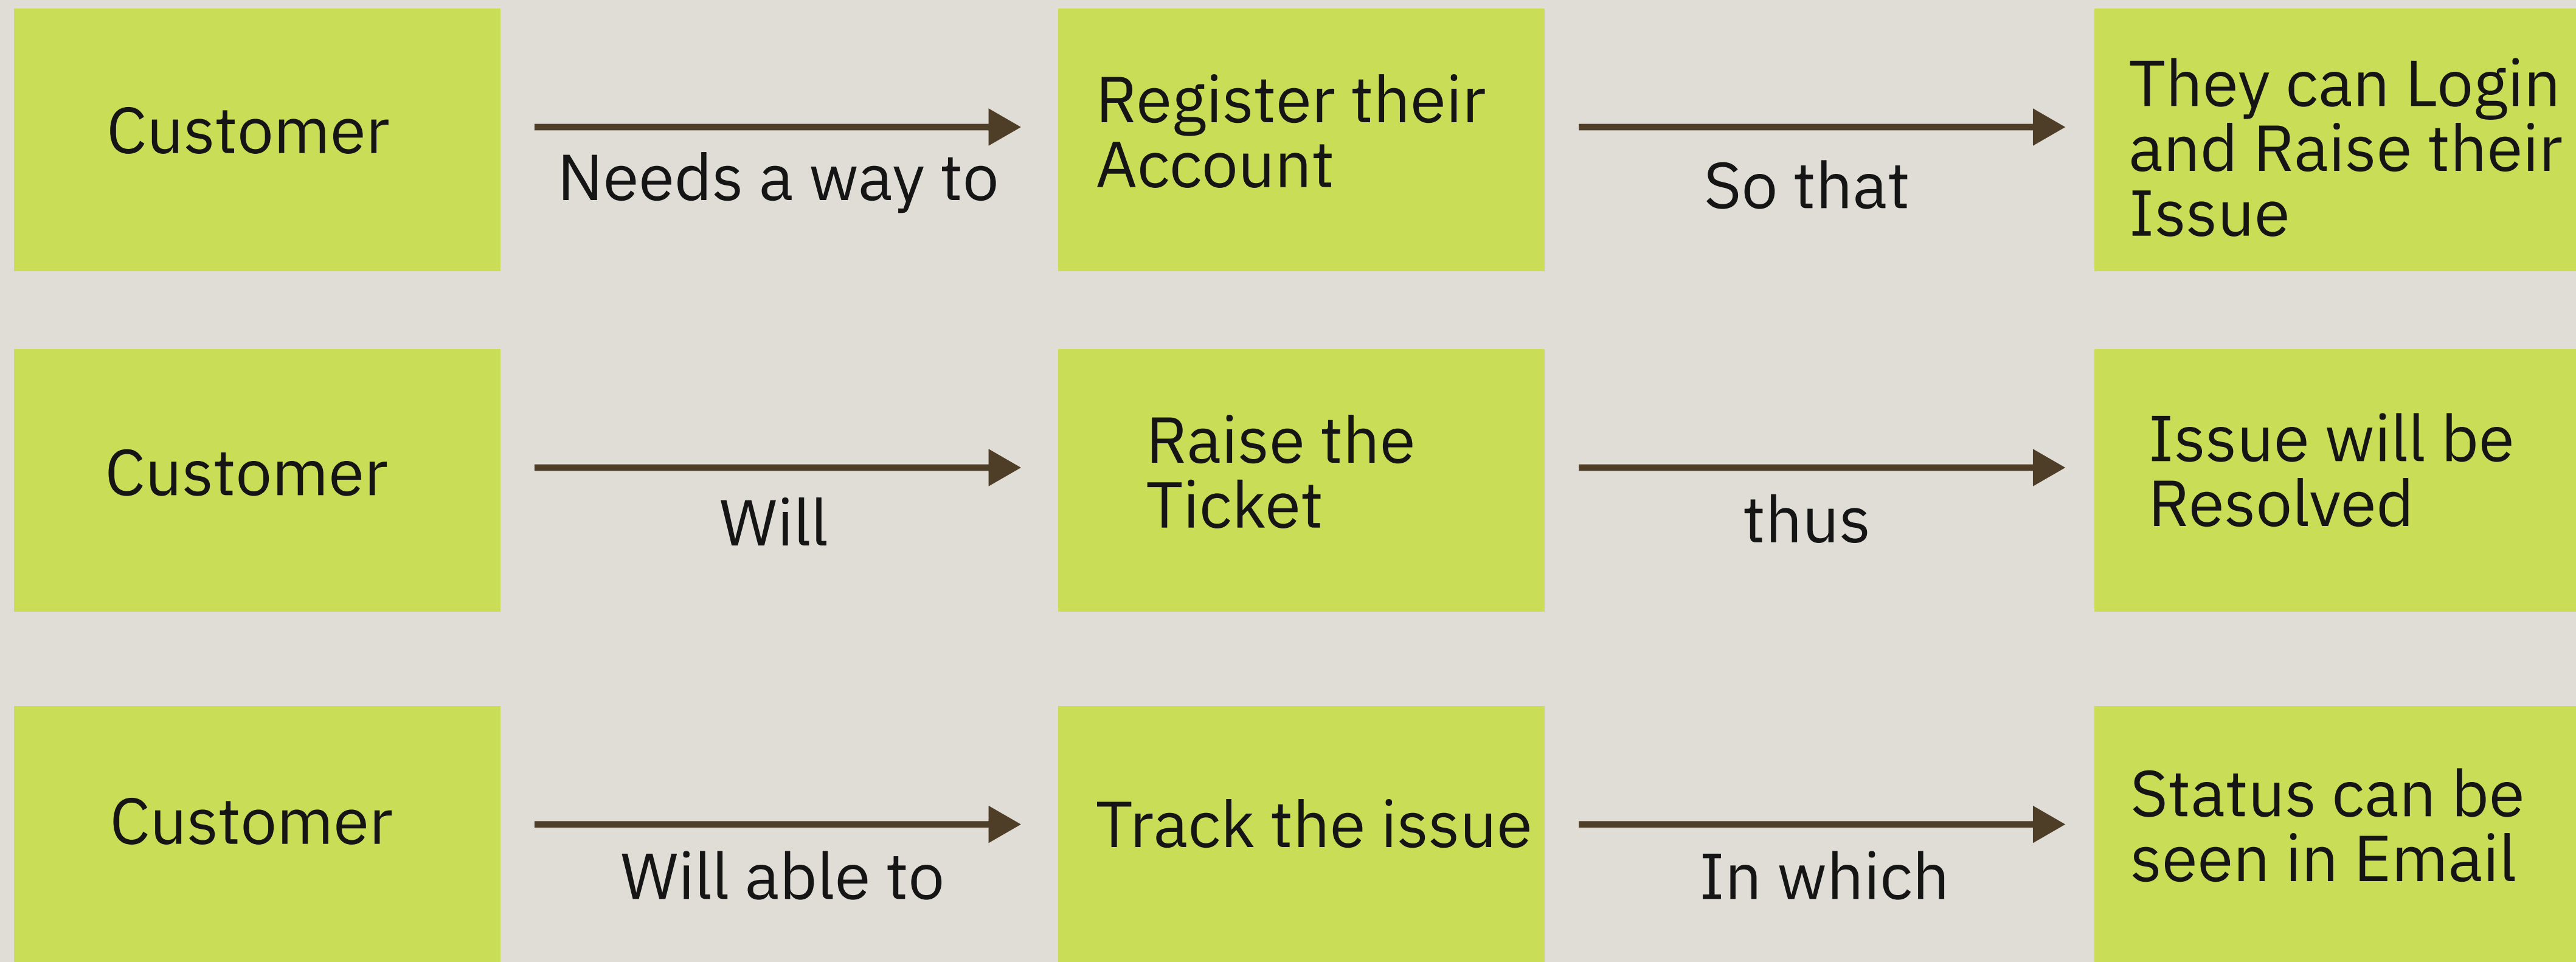 Customer
Needs a way to
Register their
Account
So that
They can Login
and Raise their
Issue
Customer
Will
Raise the
Ticket
thus
Issue will be
Resolved
Customer
Will able to
Track the issue
In which
Status can be
seen in Email